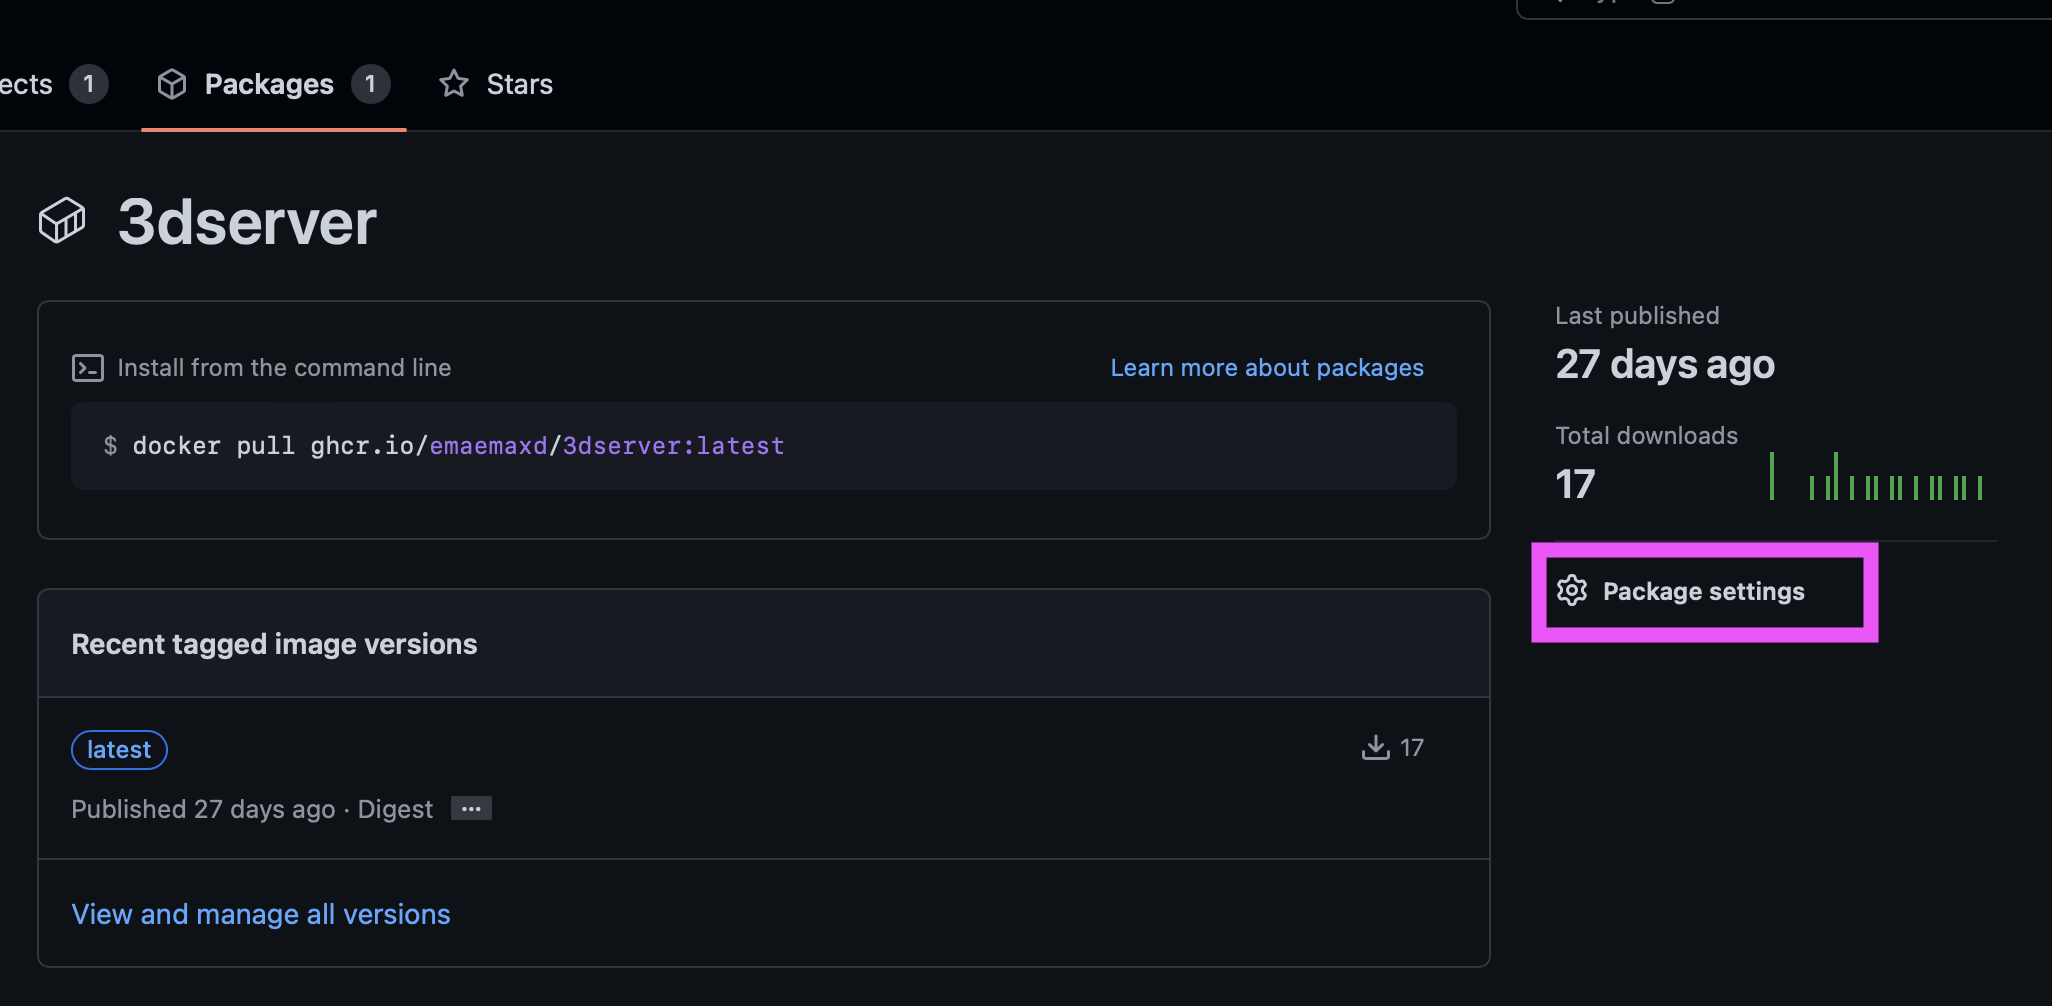 ects 1 Packages 1 Stars
3dserver
Install from the command line Learn more about packages
$ docker pull ghcr.io/emaemaxd/3dserver:latest
Last published
27 days ago
Total downloads
17
Package settings
Recent tagged image versions
latest 17
Published 27 days ago · Digest ···
View and manage all versions